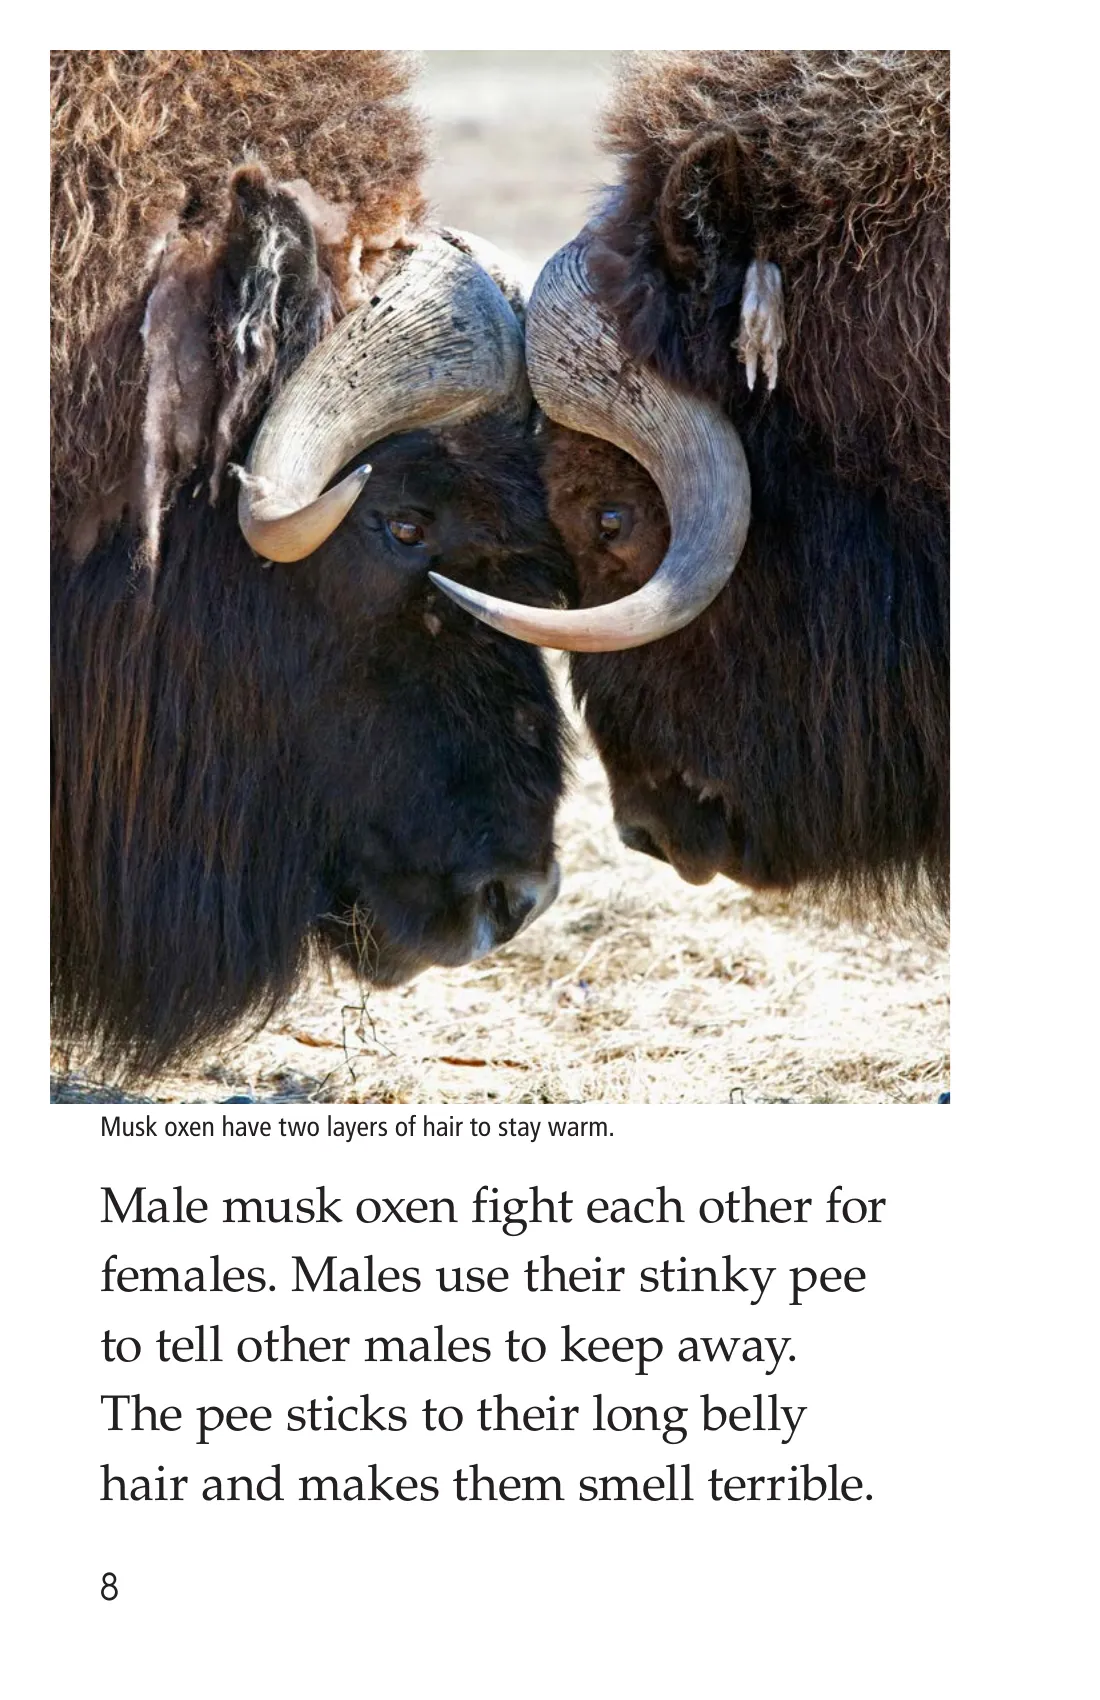 Musk oxen have two layers of hair to stay warm.
Male musk oxen fight each other for
females. Males use their stinky pee
to tell other males to keep away.
The pee sticks to their long belly
hair and makes them smell terrible.
8